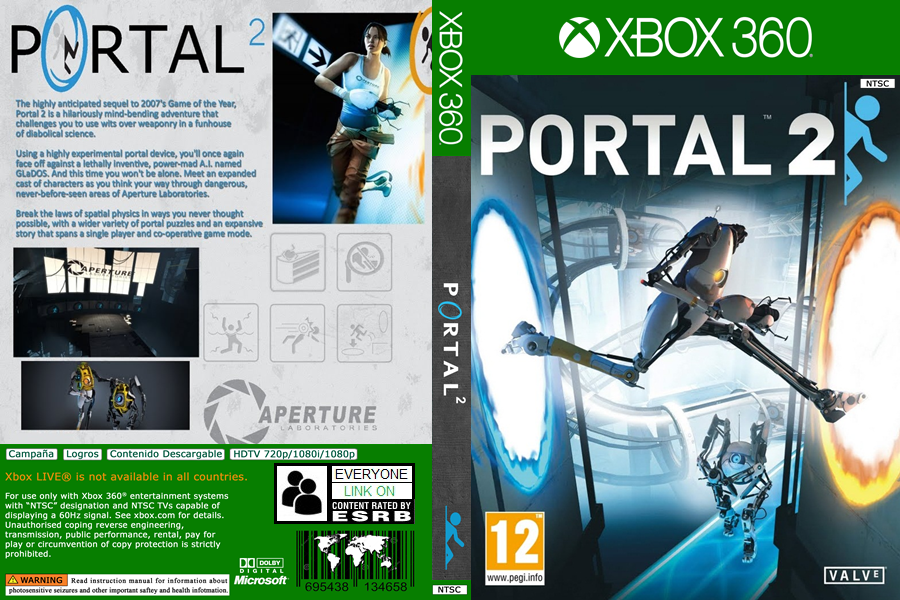 PORTAL 2
The highly anticipated sequel to 2007's Game of the Year,
Portal 2 is a hilariously mind-bending adventure that
challenges you to use wits over weaponry in a funhouse
of diabolical science.
Using a highly experimental portal device, you'll once again
face off against a lethally inventive, power-mad A.I. named
GLaDOS. And this time you won't be alone. Meet an expanded
cast of characters as you think your way through dangerous,
never-before-seen areas of Aperture Laboratories.
Break the laws of spatial physics in ways you never thought
possible, with a wider variety of portal puzzles and an expansive
story that spans a single player and co-operative game mode.
APERTURE
APERTURE
LABORATORIES
Campaña
Logros
Contenido Descargable
HDTV 720p/1080i/1080p
Xbox LIVE® is not available in all countries.
For use only with Xbox 360® entertainment systems
with “NTSC” designation and NTSC TVs capable of
displaying a 60Hz signal. See xbox.com for details.
Unauthorised coping reverse engineering,
transmission, public performance, rental, pay for
play or circumvention of copy protection is strictly
prohibited.
WARNING Read instruction manual for information about
photosensitive seizures and other important saftey and health infotmation.
EVERYONE
LINK ON
CONTENT RATED BY
ESRB
DOLBY
DIGITAL
Microsoft®
695438 134658
XBOX 360
PORTAL 2
NTSC
XBOX 360
NTSC
PORTAL 2™
12™
www.pegi.info
VALVE®